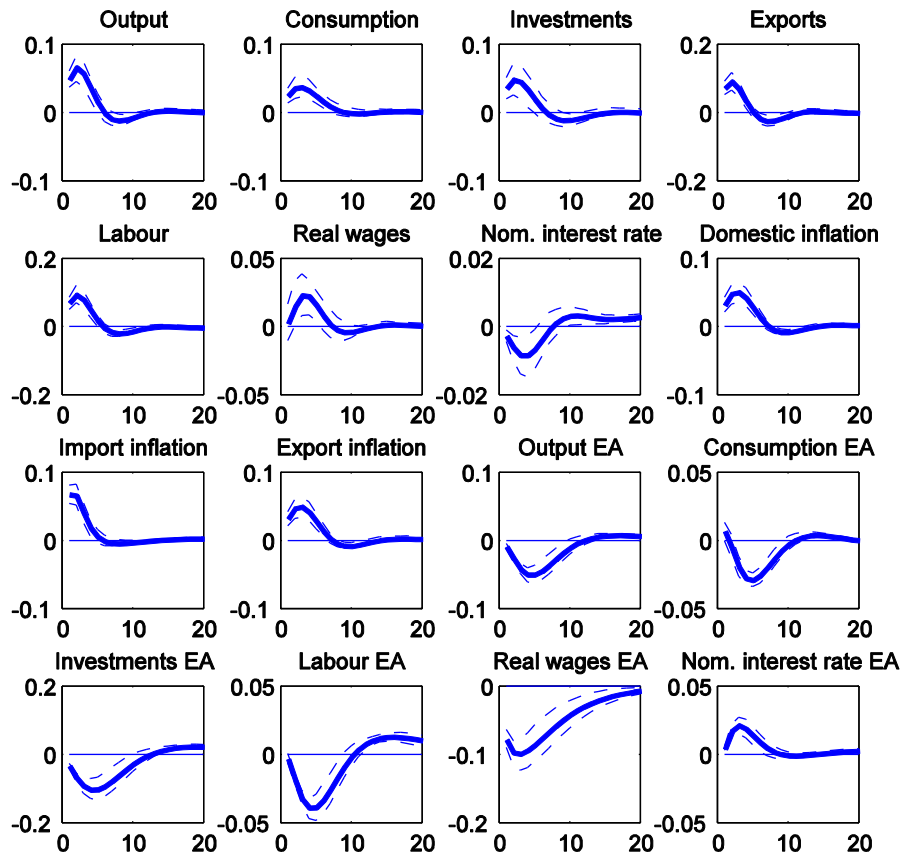 Output Consumption Investments Exports
0.1 0.1 0.1 0.2
0 0 0 0
-0.1 -0.1 -0.1 -0.2
0 10 20 0 10 20 0 10 20 0 10 20
Labour Real wages Nom. interest rate Domestic inflation
0.2 0.05 0.02 0.1
0 0 0 0
-0.2 -0.05 -0.02 -0.1
0 10 20 0 10 20 0 10 20 0 10 20
Import inflation Export inflation Output EA Consumption EA
0.1 0.1 0.1 0.05
0 0 0 0
-0.1 -0.1 -0.1 -0.05
0 10 20 0 10 20 0 10 20 0 10 20
Investments EA Labour EA Real wages EA Nom. interest rate EA
0.2 0.05 0 0.05
0 0 -0.1 0
-0.2 -0.05 -0.2 -0.05
0 10 20 0 10 20 0 10 20 0 10 20